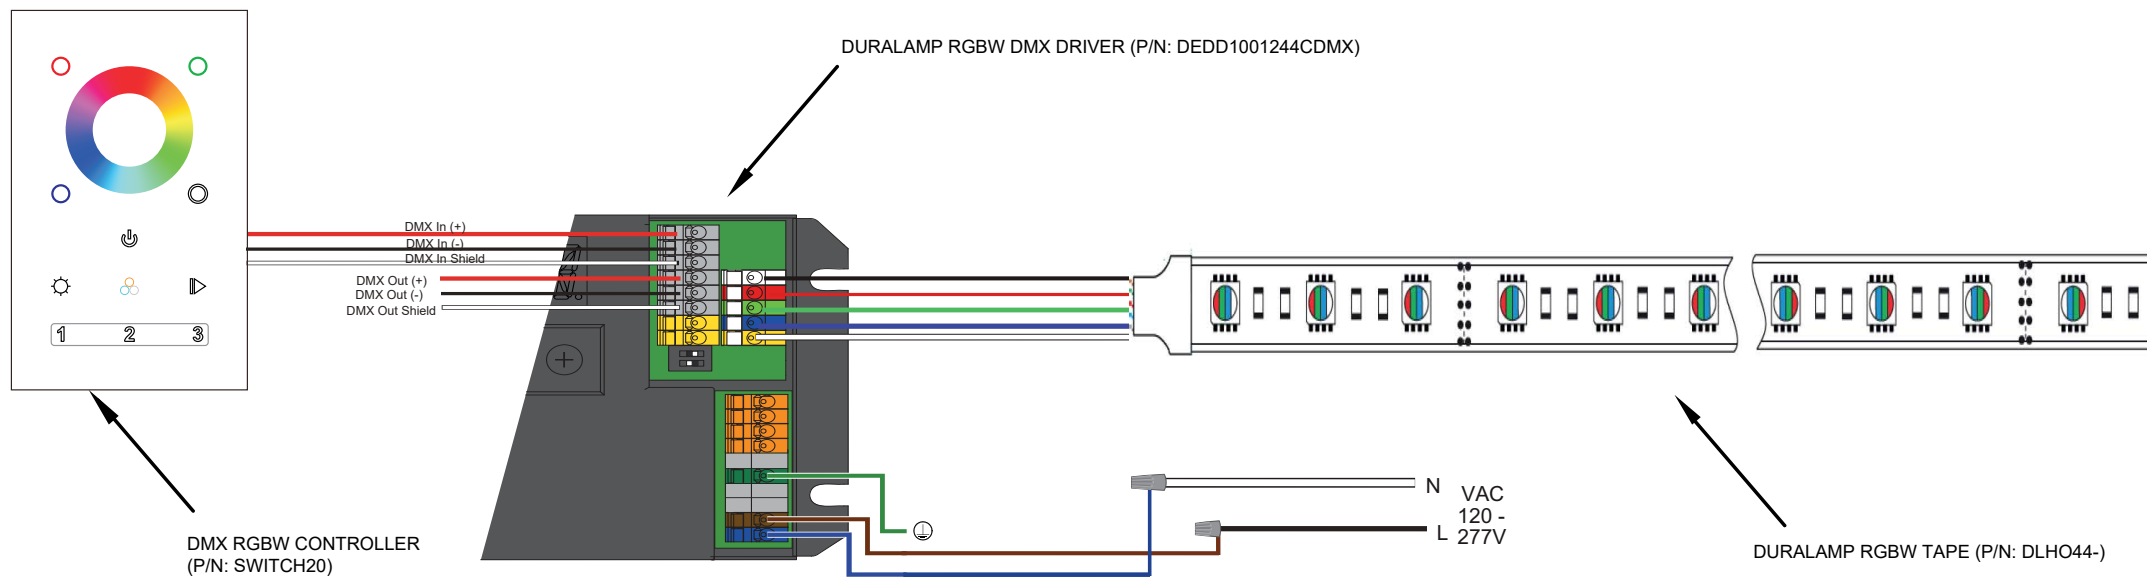 DURALAMP RGBW DMX DRIVER (P/N: DEDD1001244CDMX)
DMX In (+)
DMX In (-)
DMX In Shield
DMX Out (+)
DMX Out (-)
DMX Out Shield
1 2 3
N
L
VAC
120 -
277V
DMX RGBW CONTROLLER
(P/N: SWITCH20)
DURALAMP RGBW TAPE (P/N: DLHO44-)